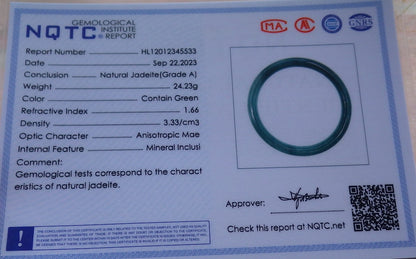 NQTC GEMOLOGICAL
INSTITUTE
® REPORT
MA
GSTS
Report Number HL12012345533
Date Sep 22.2023
Conclusion Natural Jadeite(Grade A)
Weight 24.23g
Color Contain Green
Refractive Index 1.66
Density 3.33/cm3
Optic Character Anisotropic Mae
Internal Feature Mineral Inclusi
Comment:
Gemological tests correspond to the charact
eristics of natural jadeite.
Approver:
Check this report at NQTC.net
!